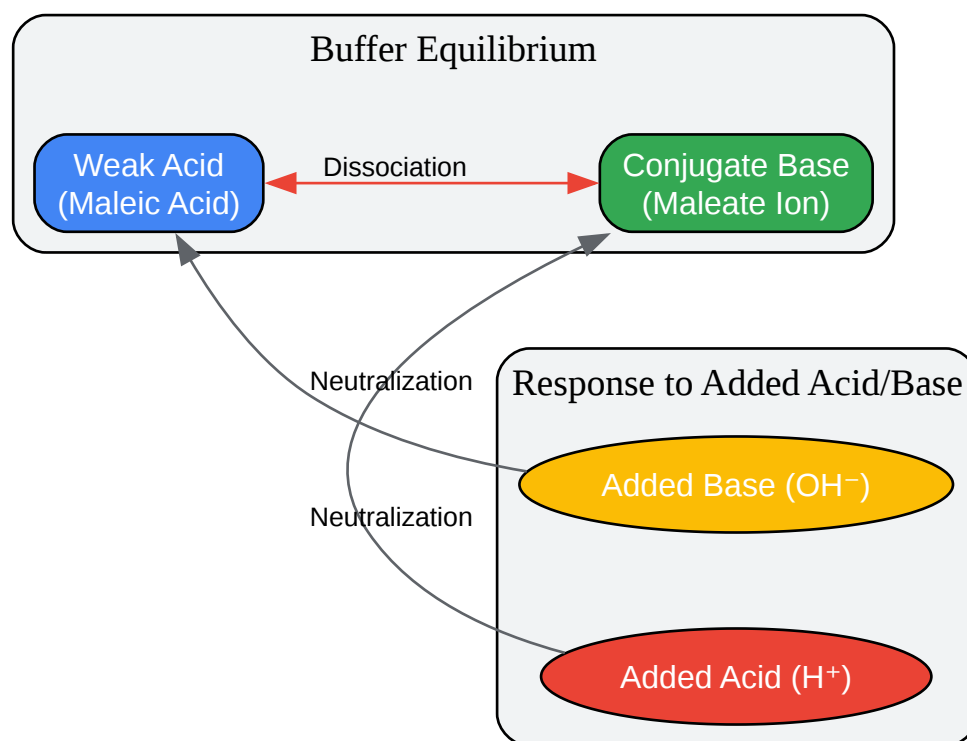 Buffer Equilibrium
Weak Acid
(Maleic Acid)
Dissociation
Conjugate Base
(Maleate Ion)
Neutralization
Response to Added Acid/Base
Added Base (OH⁻)
Neutralization
Added Acid (H⁺)